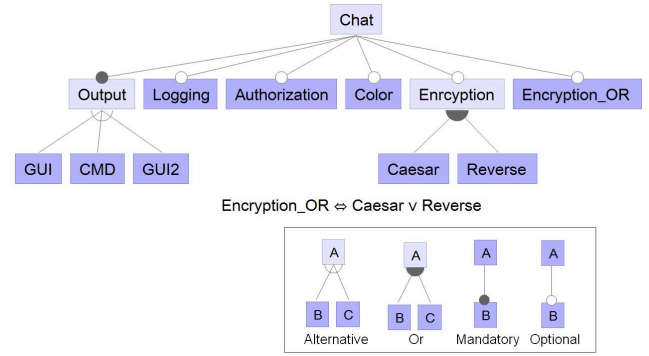 Chat
Output Logging Authorization Color Enrcyption Encryption_OR
GUI CMD GUI2 Caesar Reverse
Encryption_OR ⇔ Caesar ∨ Reverse
A A A A
B C B C B B
Alternative Or Mandatory Optional